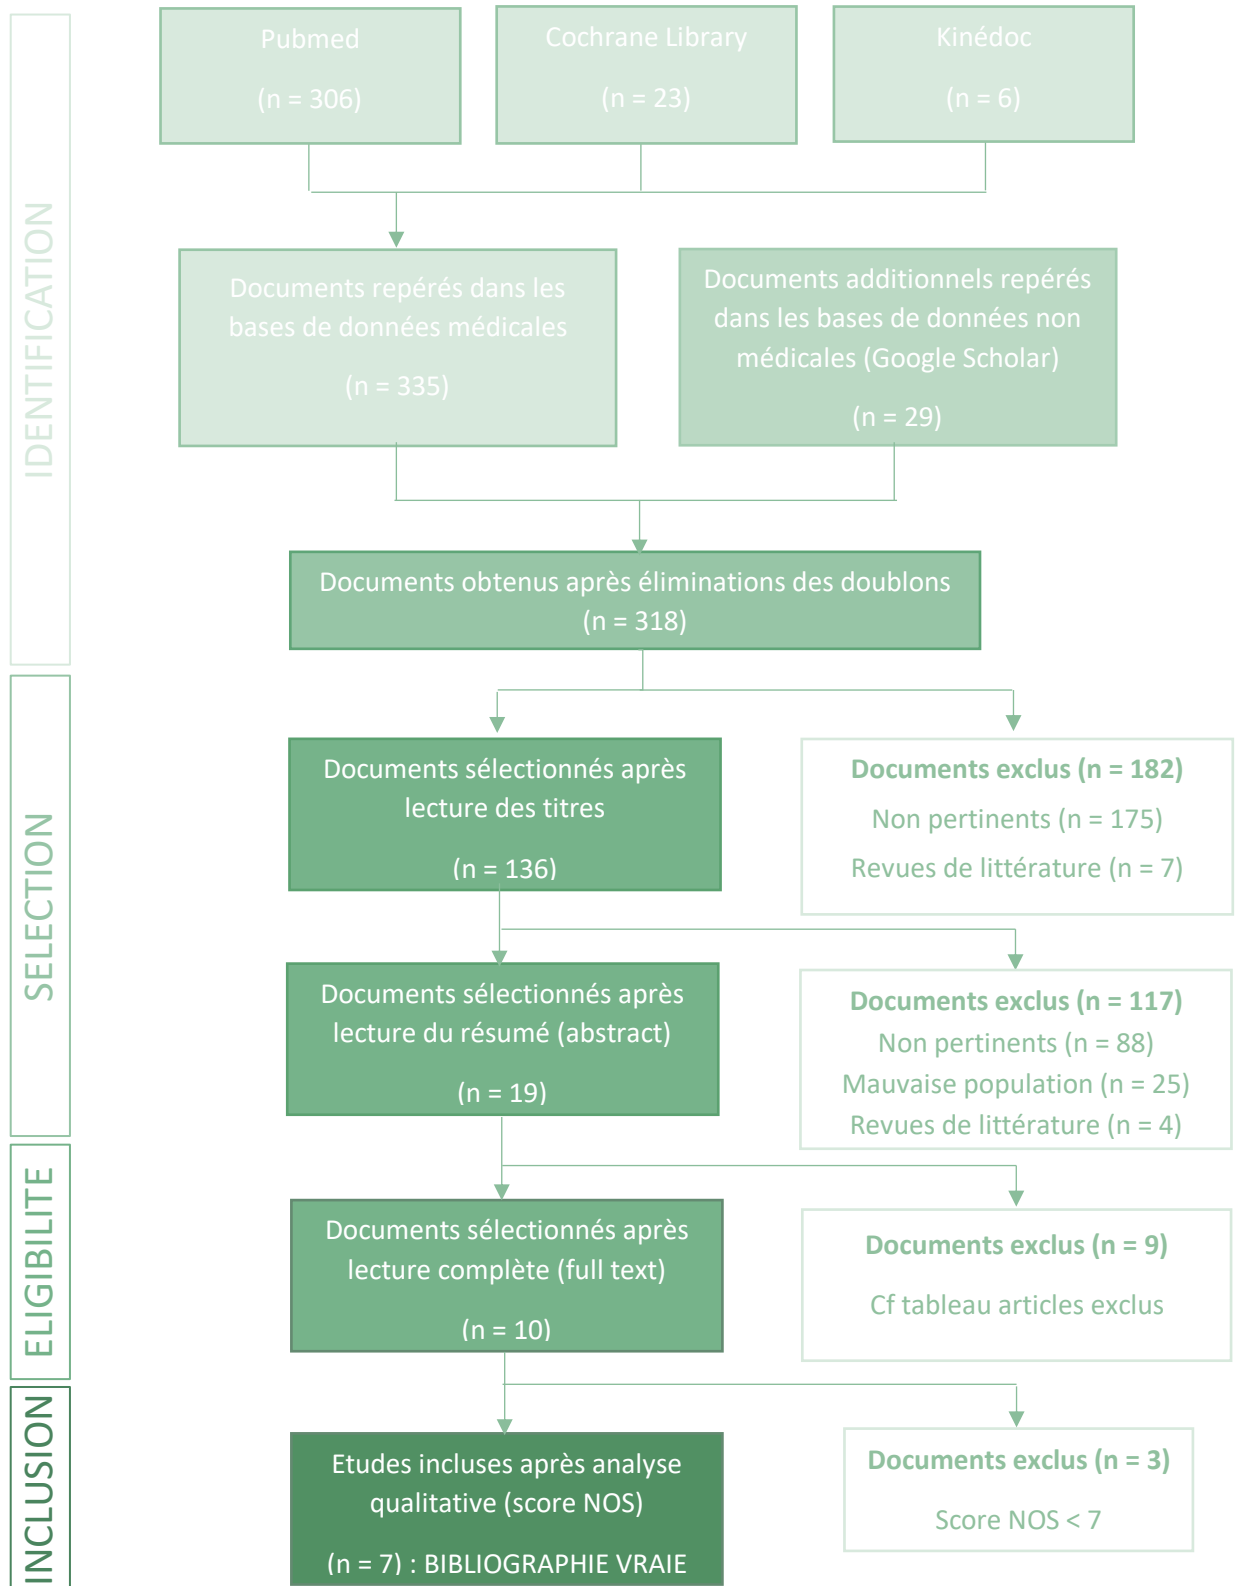 IDENTIFICATION
Pubmed
(n = 306)
Cochrane Library
(n = 23)
Kinédoc
(n = 6)
Documents repérés dans les
bases de données médicales
(n = 335)
Documents additionnels repérés
dans les bases de données non
médicales (Google Scholar)
(n = 29)
Documents obtenus après éliminations des doublons
(n = 318)
SELECTION
Documents sélectionnés après
lecture des titres
(n = 136)
Documents exclus (n = 182)
Non pertinents (n = 175)
Revues de littérature (n = 7)
Documents sélectionnés après
lecture du résumé (abstract)
(n = 19)
Documents exclus (n = 117)
Non pertinents (n = 88)
Mauvaise population (n = 25)
Revues de littérature (n = 4)
ELIGIBILITE
Documents sélectionnés après
lecture complète (full text)
(n = 10)
Documents exclus (n = 9)
Cf tableau articles exclus
INCLUSION
Etudes incluses après analyse
qualitative (score NOS)
(n = 7) : BIBLIOGRAPHIE VRAIE
Documents exclus (n = 3)
Score NOS < 7